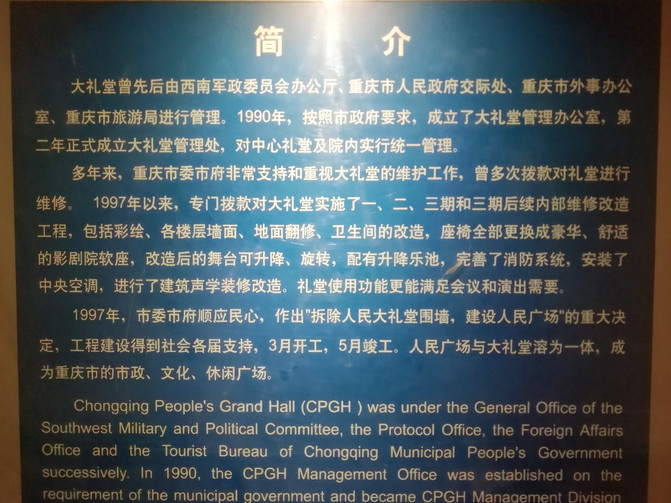 简 介
大礼堂曾先后由西南军政委员会办公厅、重庆市人民政府交际处、重庆市外事办公
室、重庆市旅游局进行管理。1990年，按照市政府要求，成立了大礼堂管理办公室，第
二年正式成立大礼堂管理处，对中心礼堂及院内实行统一管理。
多年来，重庆市委市府非常支持和重视大礼堂的维护工作，曾多次拨款对礼堂进行
维修。 1997年以来，专门拨款对大礼堂实施了一、二、三期和三期后续内部维修改造
工程，包括彩绘、各楼层墙面、地面翻修、卫生间的改造，座椅全部更换成豪华、舒适
的影剧院软座，改造后的舞台可升降、旋转，配有升降乐池，完善了消防系统，安装了
中央空调，进行了建筑声学装修改造。礼堂使用功能更能满足会议和演出需要。
1997年，市委市府顺应民心，作出"拆除人民大礼堂围墙，建设人民广场"的重大决
定，工程建设得到社会各届支持，3月开工，5月竣工。人民广场与大礼堂溶为一体，成
为重庆市的市政、文化、休闲广场。
Chongqing People's Grand Hall (CPGH ) was under the General Office of the
Southwest Military and Political Committee, the Protocol Office, the Foreign Affairs
Office and the Tourist Bureau of Chongqing Municipal People's Government
successively. In 1990, the CPGH Management Office was established on the
requirement of the municipal government and became CPGH Management Division